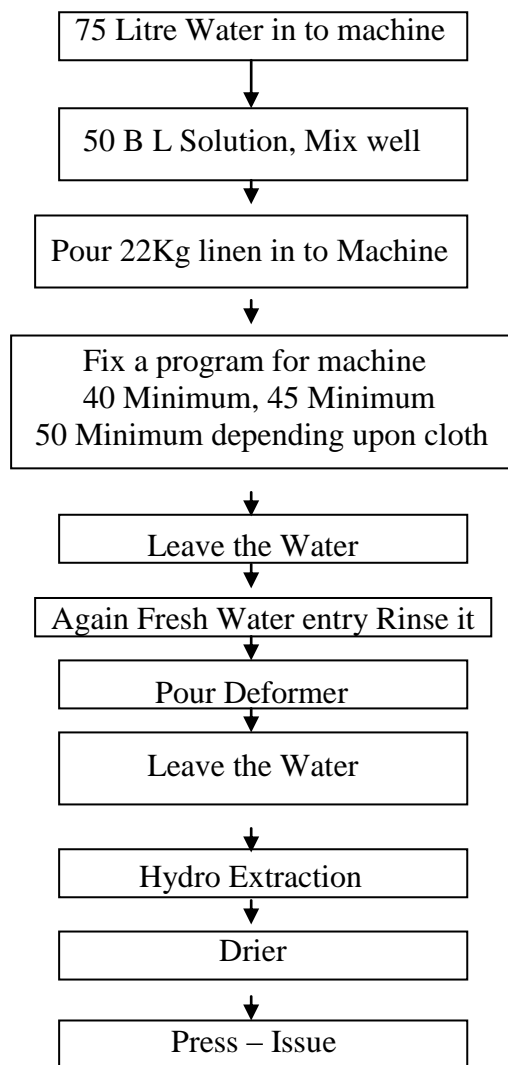 75 Litre Water in to machine
50 B L Solution, Mix well
Pour 22Kg linen in to Machine
Fix a program for machine
40 Minimum, 45 Minimum
50 Minimum depending upon cloth
Leave the Water
Again Fresh Water entry Rinse it
Pour Deformer
Leave the Water
Hydro Extraction
Drier
Press – Issue